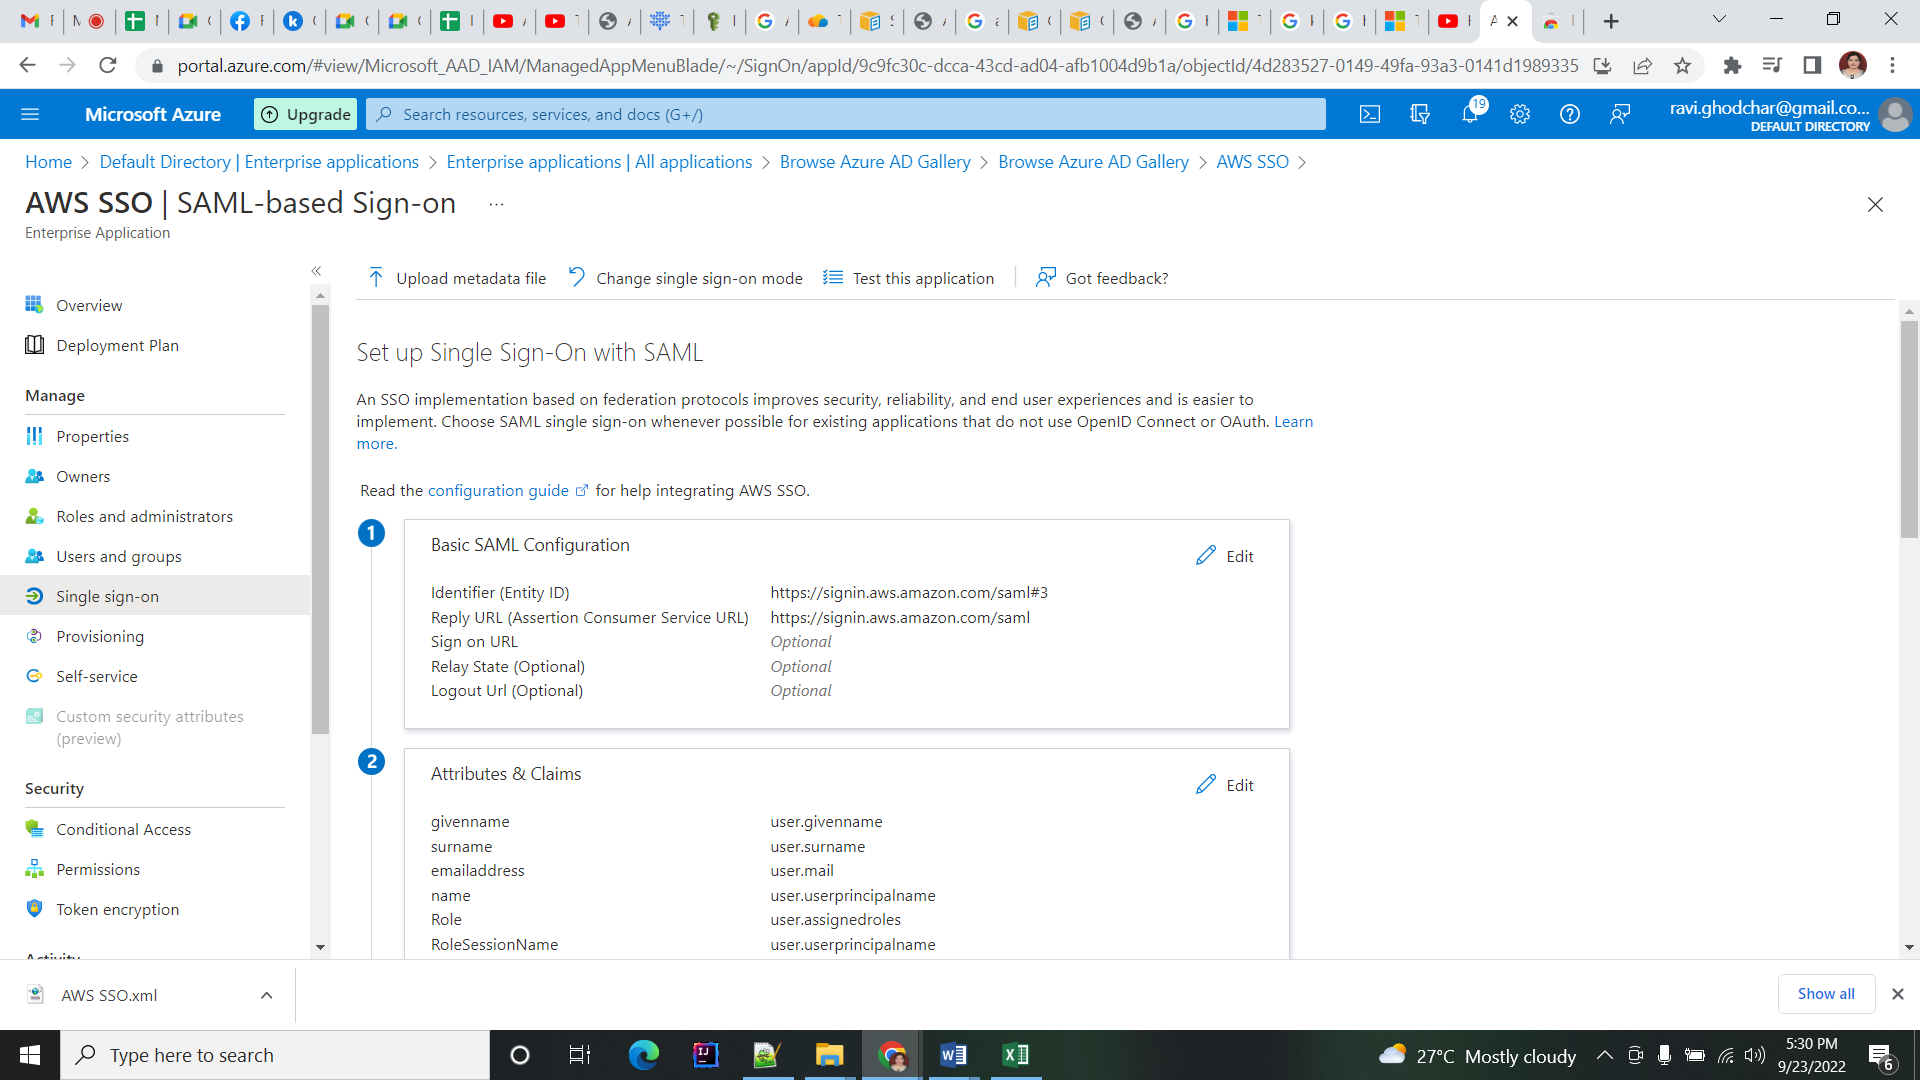 portal.azure.com/#view/Microsoft_AAD_IAM/ManagedAppMenuBlade/~/SignOn/appId/9c9fc30c-dcca-43cd-ad04-afb1004d9b1a/objectId/4d283527-0149-49fa-93a3-0141d1989335
Microsoft Azure
Upgrade
Search resources, services, and docs (G+/)
19
ravi.ghodchar@gmail.co...
DEFAULT DIRECTORY
Home > Default Directory | Enterprise applications > Enterprise applications | All applications > Browse Azure AD Gallery > Browse Azure AD Gallery > AWS SSO >
AWS SSO | SAML-based Sign-on ...
Enterprise Application
Upload metadata file Change single sign-on mode Test this application Got feedback?
Overview
Deployment Plan
Manage
Properties
Owners
Roles and administrators
Users and groups
Single sign-on
Provisioning
Self-service
Custom security attributes
(preview)
Security
Conditional Access
Permissions
Token encryption
Activity
Set up Single Sign-On with SAML
An SSO implementation based on federation protocols improves security, reliability, and end user experiences and is easier to
implement. Choose SAML single sign-on whenever possible for existing applications that do not use OpenID Connect or OAuth. Learn
more.
Read the configuration guide for help integrating AWS SSO.
1
Basic SAML Configuration
Edit
Identifier (Entity ID) https://signin.aws.amazon.com/saml#3
Reply URL (Assertion Consumer Service URL) https://signin.aws.amazon.com/saml
Sign on URL Optional
Relay State (Optional) Optional
Logout Url (Optional) Optional
2
Attributes & Claims
Edit
givenname user.givenname
surname user.surname
emailaddress user.mail
name user.userprincipalname
Role user.assignedroles
RoleSessionName user.userprincipalname
AWS SSO.xml
Show all
Type here to search
27°C Mostly cloudy
5:30 PM
9/23/2022
6